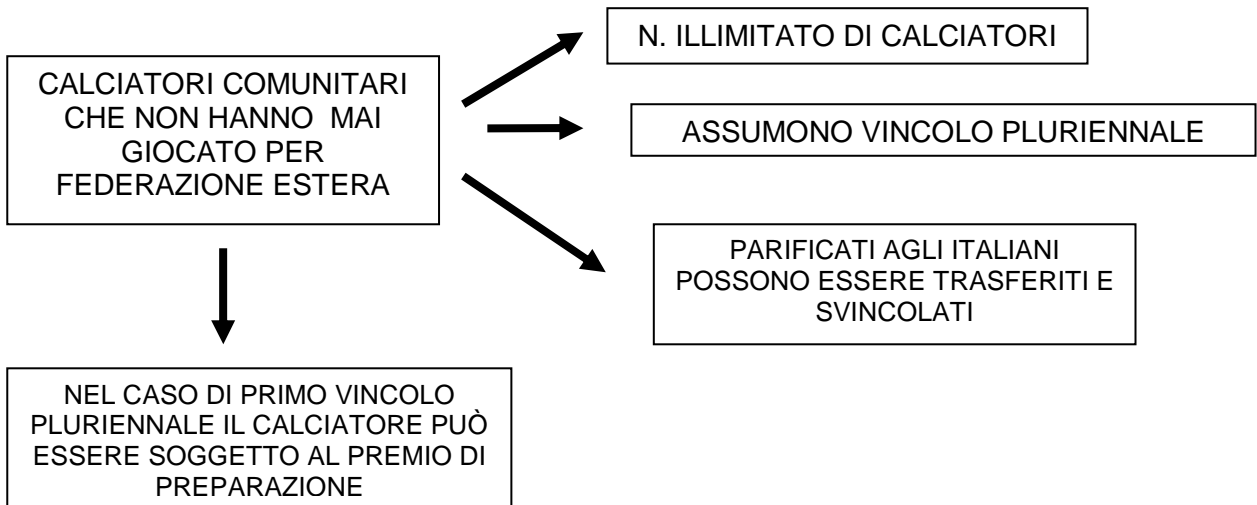 N. ILLIMITATO DI CALCIATORI
CALCIATORI COMUNITARI
CHE NON HANNO MAI
GIOCATO PER
FEDERAZIONE ESTERA
ASSUMONO VINCOLO PLURIENNALE
PARIFICATI AGLI ITALIANI
POSSONO ESSERE TRASFERITI E
SVINCOLATI
NEL CASO DI PRIMO VINCOLO
PLURIENNALE IL CALCIATORE PUÒ
ESSERE SOGGETTO AL PREMIO DI
PREPARAZIONE